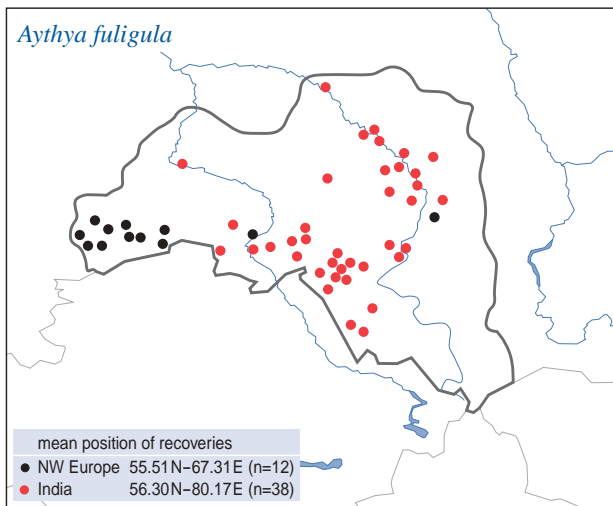 Aythya fuligula
mean position of recoveries
NW Europe 55.51N–67.31E (n=12)
India 56.30N–80.17E (n=38)